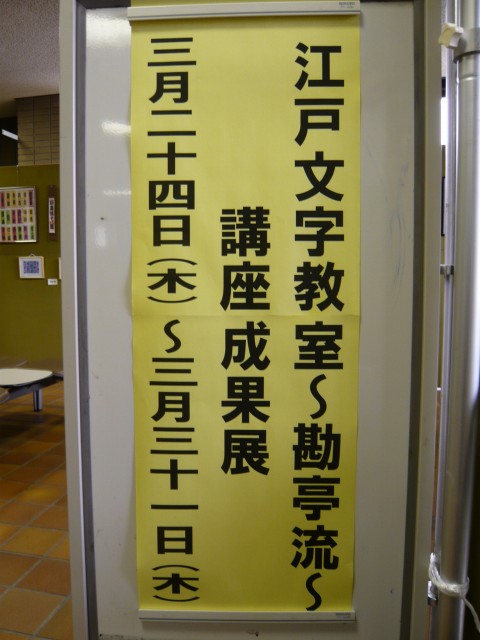 江戸文字教室～勘亭流～
講座成果展
三月二十四日（木）～三月三十一日（木）